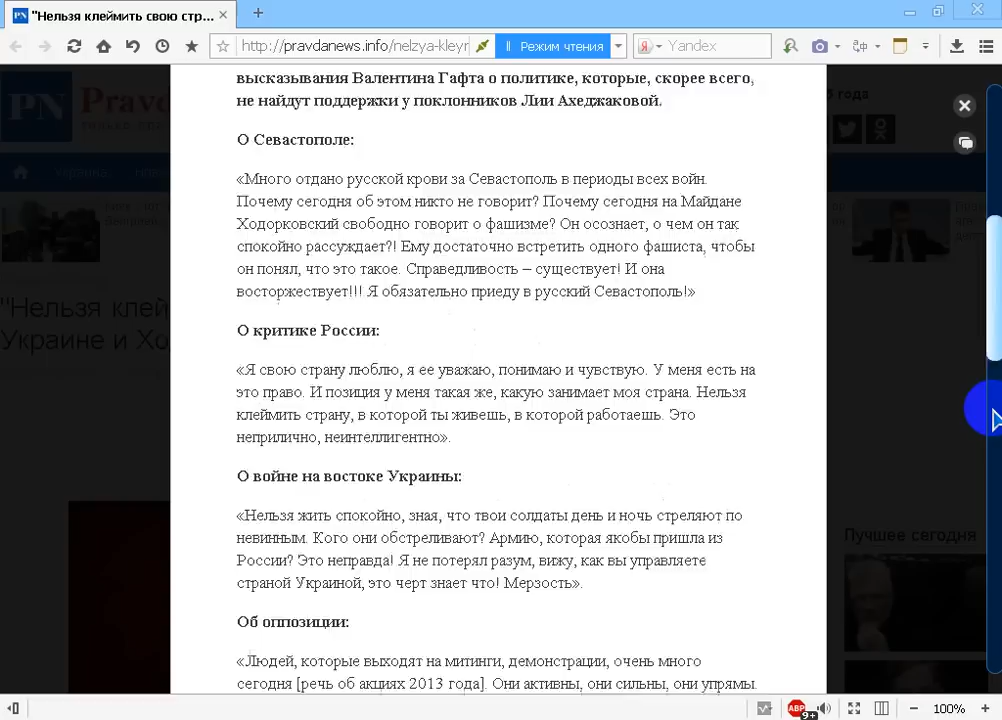 "Нельзя клеймить свою стр...
http://pravdanews.info/nelzya-kleyr
Режим чтения
Yandex
высказывания Валентина Гафта о политике, которые, скорее всего,
не найдут поддержки у поклонников Лии Ахеджаковой.
О Севастополе:
«Много отдано русской крови за Севастополь в периоды всех войн.
Почему сегодня об этом никто не говорит? Почему сегодня на Майдане
Ходорковский свободно говорит о фашизме? Он осознает, о чем он так
спокойно рассуждает?! Ему достаточно встретить одного фашиста, чтобы
он понял, что это такое. Справедливость – существует! И она
восторжествует!!! Я обязательно приеду в русский Севастополь!»
О критике России:
«Я свою страну люблю, я ее уважаю, понимаю и чувствую. У меня есть на
это право. И позиция у меня такая же, какую занимает моя страна. Нельзя
клеймить страну, в которой ты живешь, в которой работаешь. Это
неприлично, неинтеллигентно».
О войне на востоке Украины:
«Нельзя жить спокойно, зная, что твои солдаты день и ночь стреляют по
невинным. Кого они обстреливают? Армию, которая якобы пришла из
России? Это неправда! Я не потерял разум, вижу, как вы управляете
страной Украиной, это черт знает что! Мерзость».
Об оппозиции:
«Людей, которые выходят на митинги, демонстрации, очень много
сегодня [речь об акциях 2013 года]. Они активны, они сильны, они упрямы.
PN
Pravd
"Нельзя клей
Украине и Хо
года
Лучшее сегодня
ABP
9+
100%